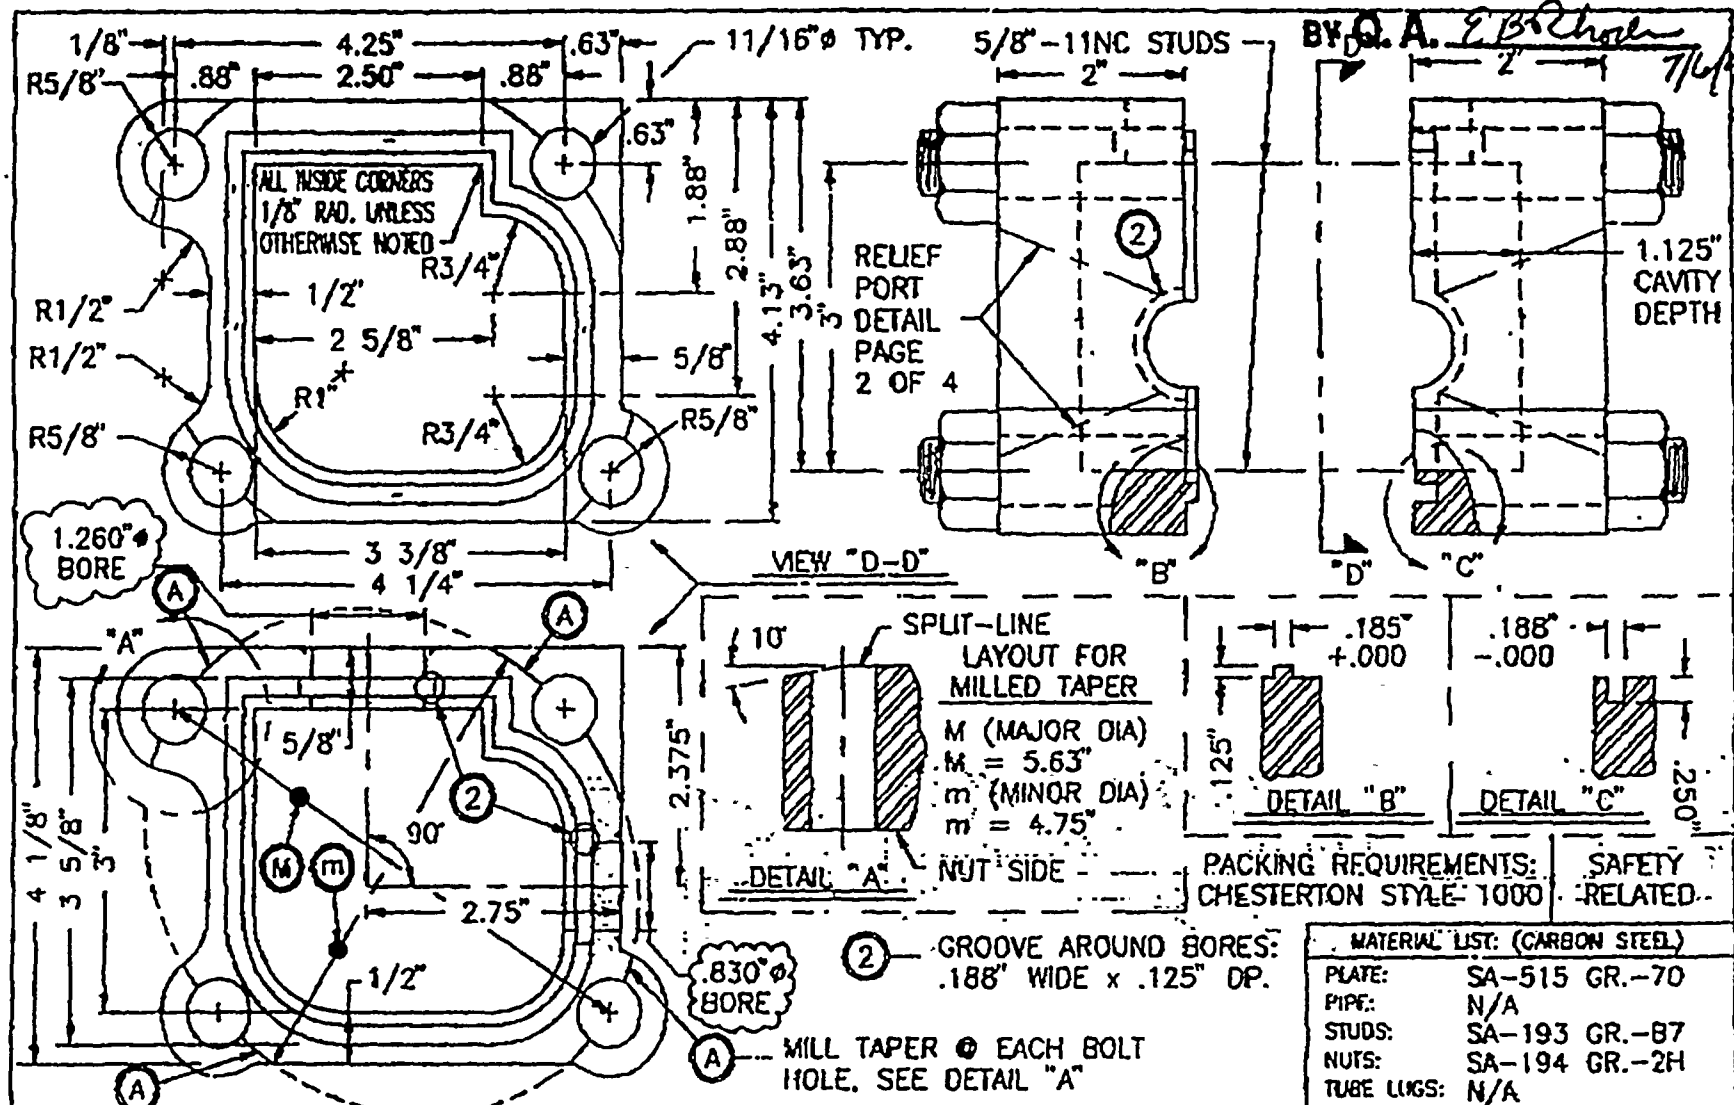 1/8" 4.25" .63" 11/16"ø TYP. 5/8"-11NC STUDS BY Q. A.
R5/8" .88" 2.50" .88" 2" "D" 2"
.63"
ALL INSIDE CORNERS
1/8" RAD. UNLESS
OTHERWISE NOTED
R3/4"
1.88"
2.88"
4.13"
3.63"
3"
R1/2" 1/2"
2 5/8"
R1/2" 5/8"
R1"
R5/8" R3/4" R5/8"
RELIEF
PORT
DETAIL
PAGE
2 OF 4
2
1.125"
CAVITY
DEPTH
1.260"ø
BORE
3 3/8"
4 1/4"
VIEW "D-D"
"B" "D" "C"
A A
"A"
5/8"
2.375"
4 1/8"
3 5/8"
3"
90°
2
M m
2.75"
1/2"
.830"ø
BORE
A A
10°
SPLIT-LINE
LAYOUT FOR
MILLED TAPER
M (MAJOR DIA)
M = 5.63"
m (MINOR DIA)
m = 4.75"
DETAIL "A"
NUT SIDE
.185"
+.000
.125"
DETAIL "B"
.188"
-.000
.250"
DETAIL "C"
PACKING REQUIREMENTS:
CHESTERTON STYLE 1000
SAFETY
RELATED
2 GROOVE AROUND BORES:
.188" WIDE x .125" DP.
MILL TAPER @ EACH BOLT
HOLE. SEE DETAIL "A"
MATERIAL LIST: (CARBON STEEL)
PLATE: SA-515 GR.-70
PIPE: N/A
STUDS: SA-193 GR.-B7
NUTS: SA-194 GR.-2H
TUBE LUGS: N/A